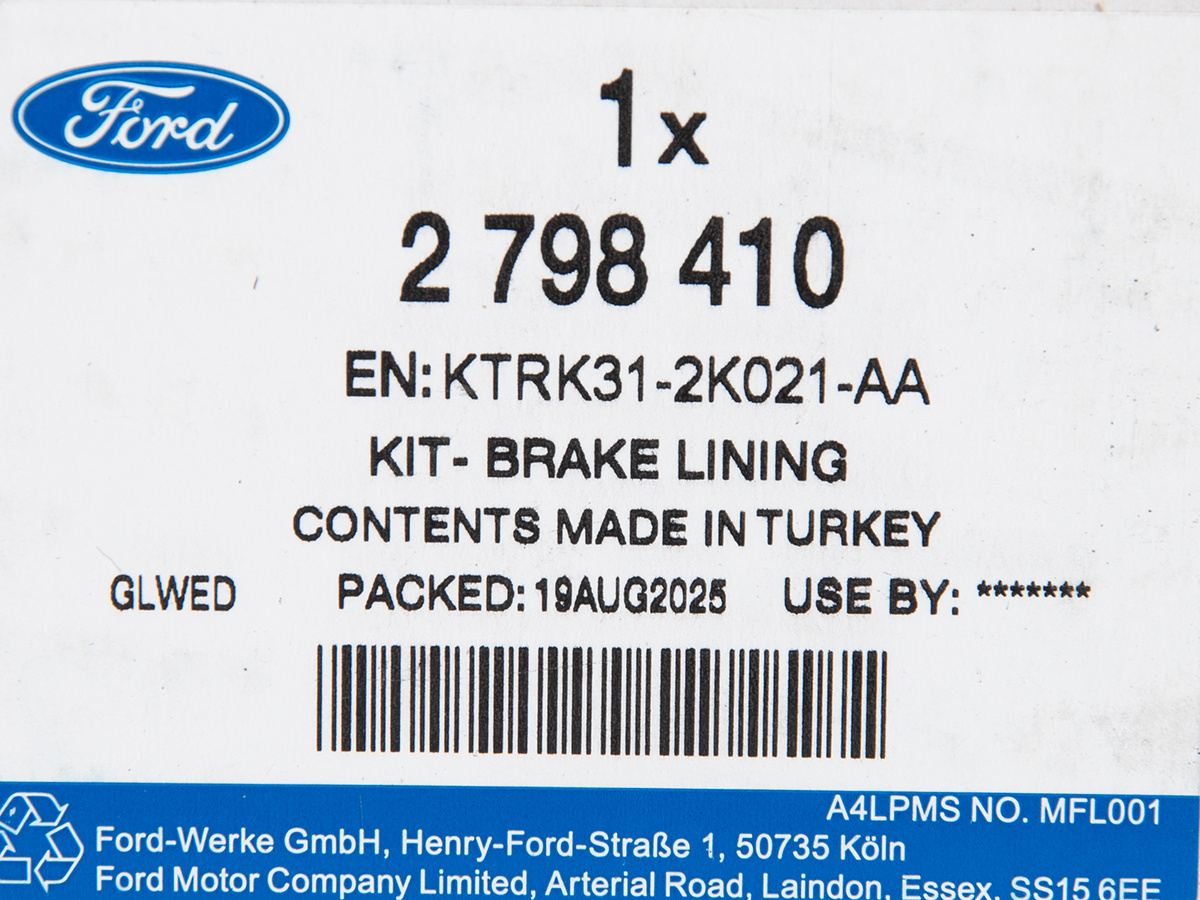 Ford
1x
2 798 410
EN: KTRK31-2K021-AA
KIT- BRAKE LINING
CONTENTS MADE IN TURKEY
GLWED PACKED: 19AUG2025 USE BY: *******
A4LPMS NO. MFL001
Ford-Werke GmbH, Henry-Ford-Straße 1, 50735 Köln
Ford Motor Company Limited, Arterial Road, Laindon, Essex, SS15 6EE